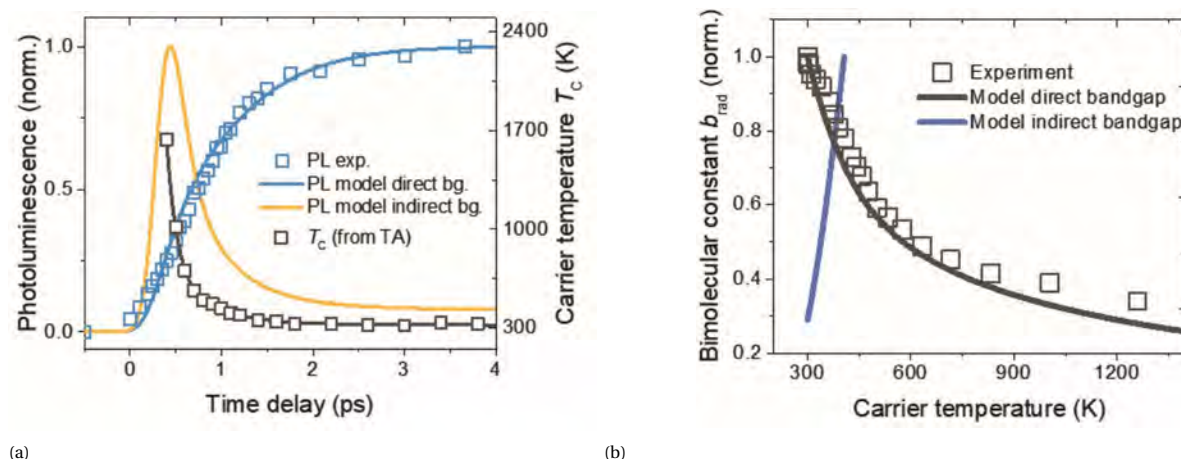 Photoluminescence (norm.)
1.0
0.5
0.0
PL exp.
PL model direct bg.
PL model indirect bg.
T_C (from TA)
2300
1700
1000
300
Carrier temperature T_C (K)
0 1 2 3 4
Time delay (ps)
(a)
Bimolecular constant b_rad (norm.)
1.0
0.8
0.6
0.4
0.2
Experiment
Model direct bandgap
Model indirect bandgap
300 600 900 1200
Carrier temperature (K)
(b)